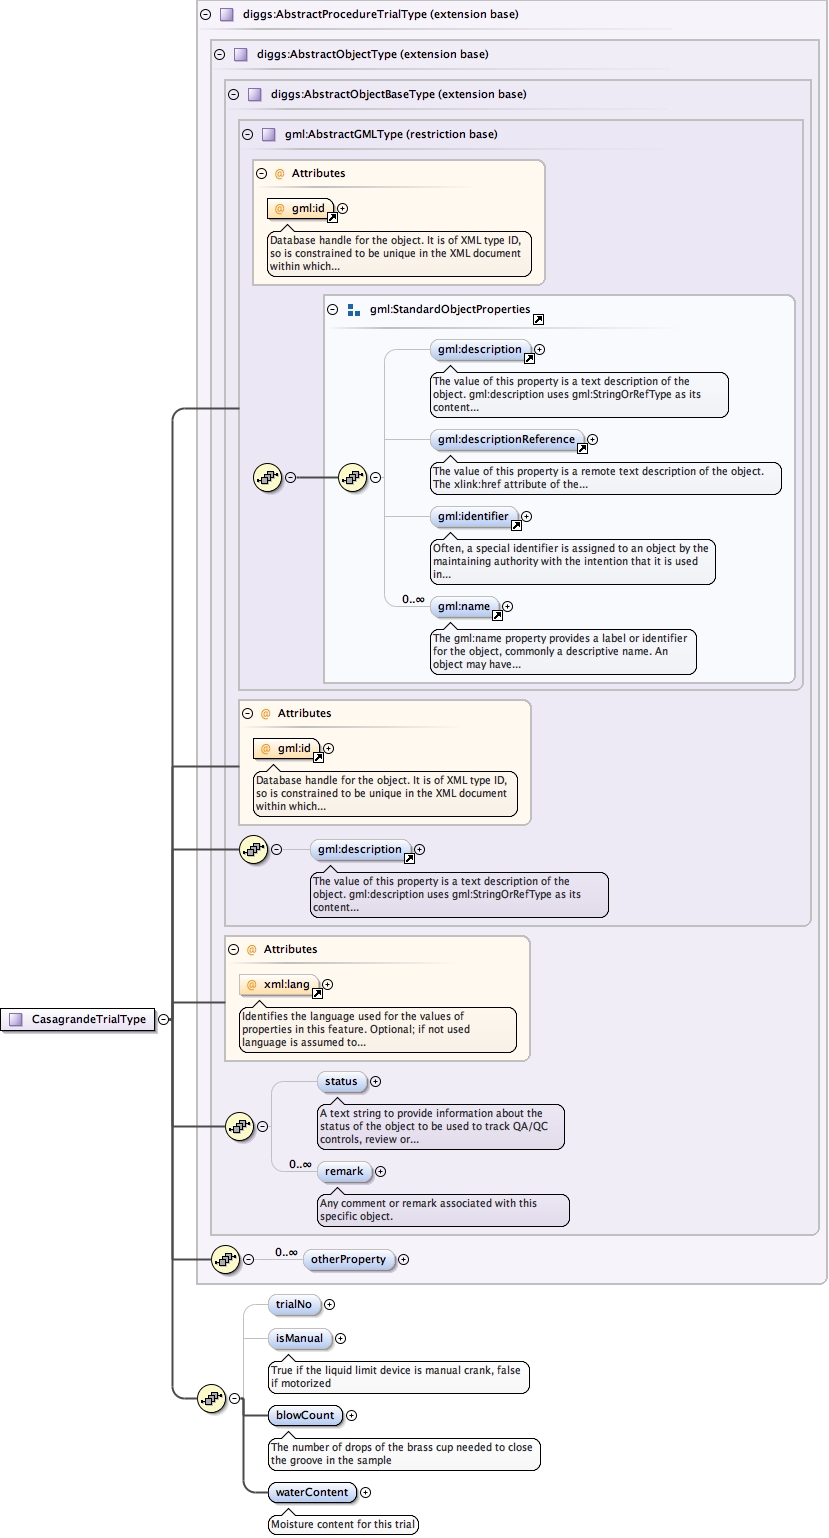 diggs:AbstractProcedureTrialType (extension base)
diggs:AbstractObjectType (extension base)
diggs:AbstractObjectBaseType (extension base)
gml:AbstractGMLType (restriction base)
@ Attributes
@ gml:id
Database handle for the object. It is of XML type ID,
so is constrained to be unique in the XML document
within which...
gml:StandardObjectProperties
gml:description
The value of this property is a text description of the
object. gml:description uses gml:StringOrRefType as its
content...
gml:descriptionReference
The value of this property is a remote text description of the object.
The xlink:href attribute of the...
gml:identifier
Often, a special identifier is assigned to an object by the
maintaining authority with the intention that it is used
in...
0..∞
gml:name
The gml:name property provides a label or identifier
for the object, commonly a descriptive name. An
object may have...
@ Attributes
@ gml:id
Database handle for the object. It is of XML type ID,
so is constrained to be unique in the XML document
within which...
gml:description
The value of this property is a text description of the
object. gml:description uses gml:StringOrRefType as its
content...
@ Attributes
@ xml:lang
Identifies the language used for the values of
properties in this feature. Optional; if not used
language is assumed to...
CasagrandeTrialType
status
A text string to provide information about the
status of the object to be used to track QA/QC
controls, review or...
0..∞
remark
Any comment or remark associated with this
specific object.
0..∞
otherProperty
trialNo
isManual
True if the liquid limit device is manual crank, false
if motorized
blowCount
The number of drops of the brass cup needed to close
the groove in the sample
waterContent
Moisture content for this trial